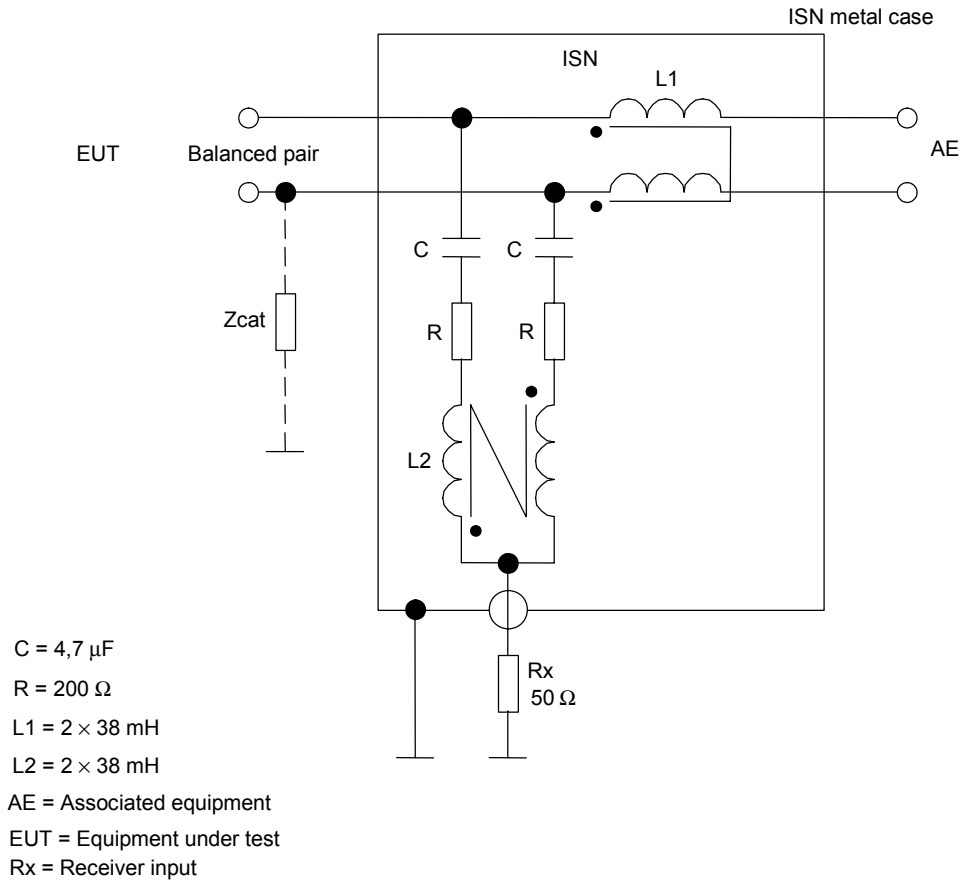 ISN metal case
ISN
L1
EUT
Balanced pair
AE
C
C
Zcat
R
R
L2
Rx
50 Ω
C = 4,7 μF
R = 200 Ω
L1 = 2 × 38 mH
L2 = 2 × 38 mH
AE = Associated equipment
EUT = Equipment under test
Rx = Receiver input